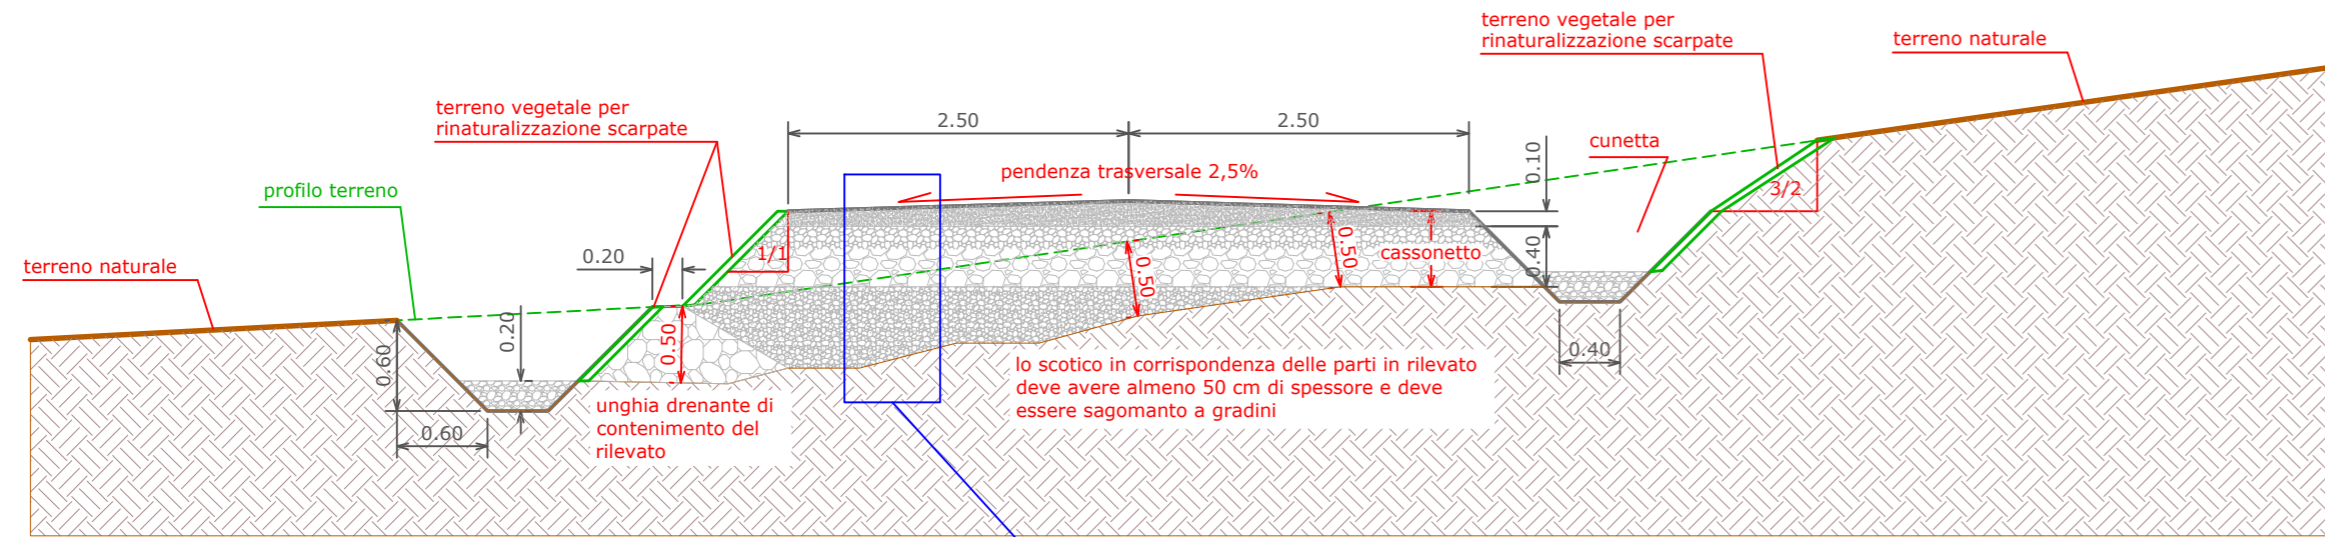 terreno vegetale per
rinaturalizzazione scarpate
terreno naturale
terreno vegetale per
rinaturalizzazione scarpate
2.50
2.50
cunetta
0.10
pendenza trasversale 2,5%
profilo terreno
3/2
1/1
0.20
0.50
0.50
cassonetto
0.40
terreno naturale
0.20
0.60
0.50
0.40
lo scotico in corrispondenza delle parti in rilevato
deve avere almeno 50 cm di spessore e deve
essere sagomanto a gradini
unghia drenante di
contenimento del
rilevato
0.60